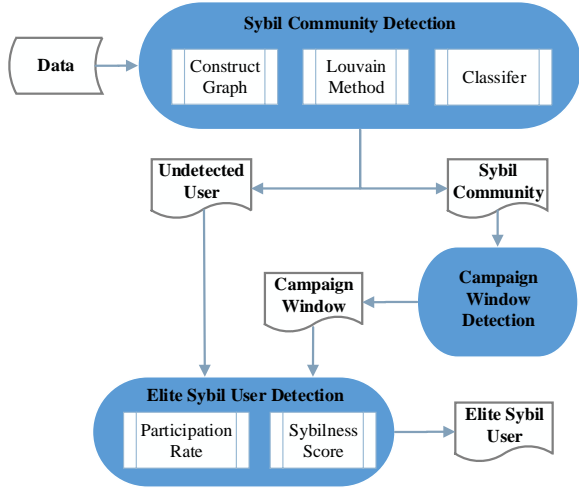 Sybil Community Detection
Data
Construct
Graph
Louvain
Method
Classifer
Undetected
User
Sybil
Community
Campaign
Window
Campaign
Window
Detection
Elite Sybil User Detection
Participation
Rate
Sybilness
Score
Elite Sybil
User